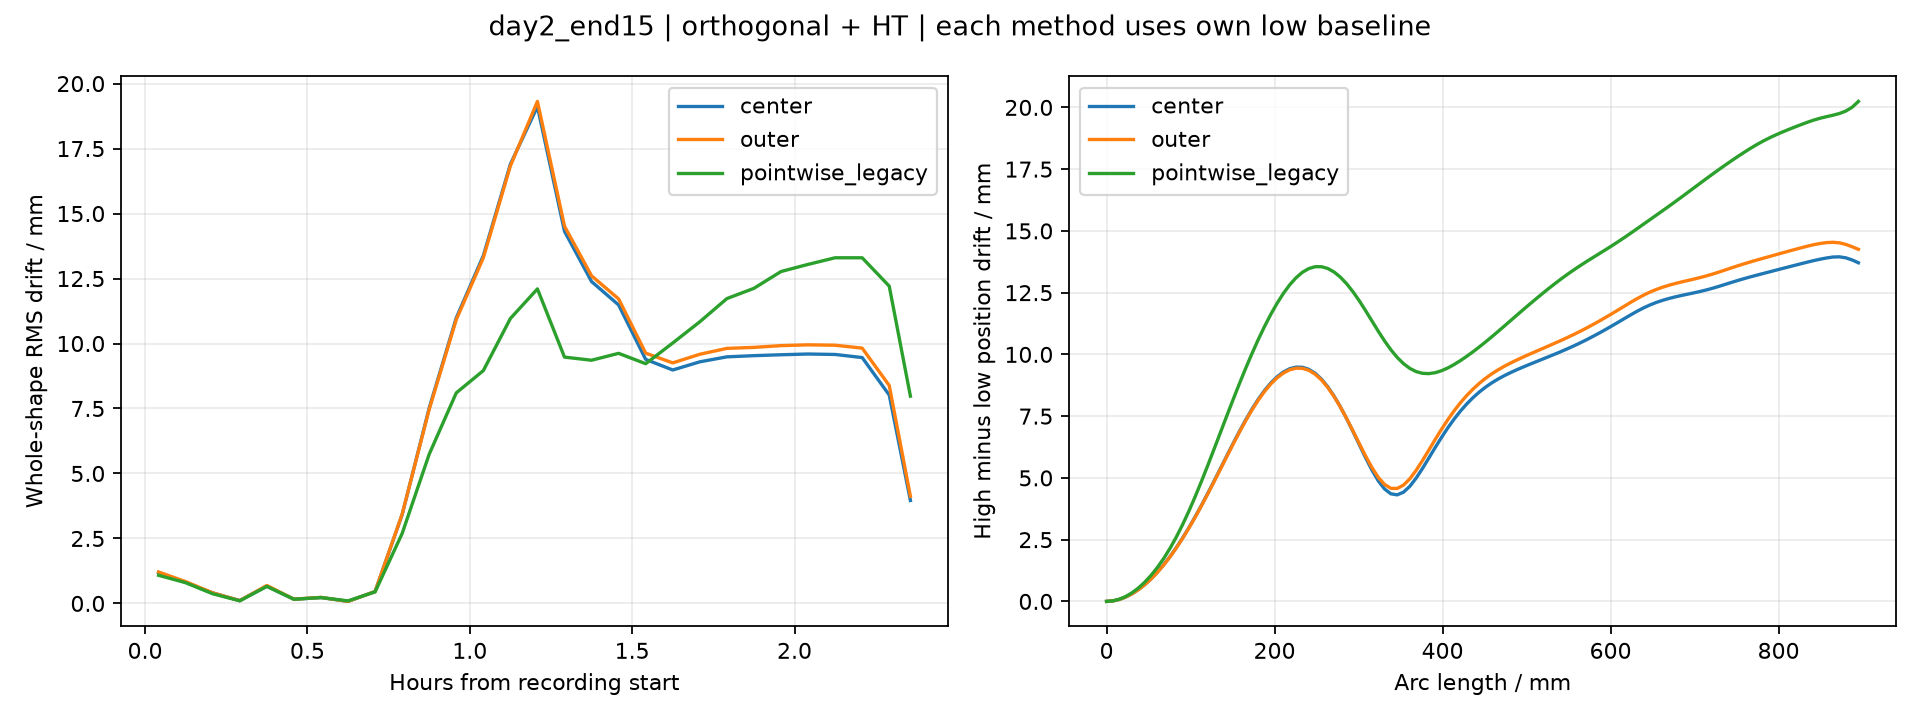 day2_end15 | orthogonal + HT | each method uses own low baseline
Whole-shape RMS drift / mm
20.0
17.5
15.0
12.5
10.0
7.5
5.0
2.5
0.0
center
outer
pointwise_legacy
0.0 0.5 1.0 1.5 2.0
Hours from recording start
High minus low position drift / mm
20.0
17.5
15.0
12.5
10.0
7.5
5.0
2.5
0.0
center
outer
pointwise_legacy
0 200 400 600 800
Arc length / mm